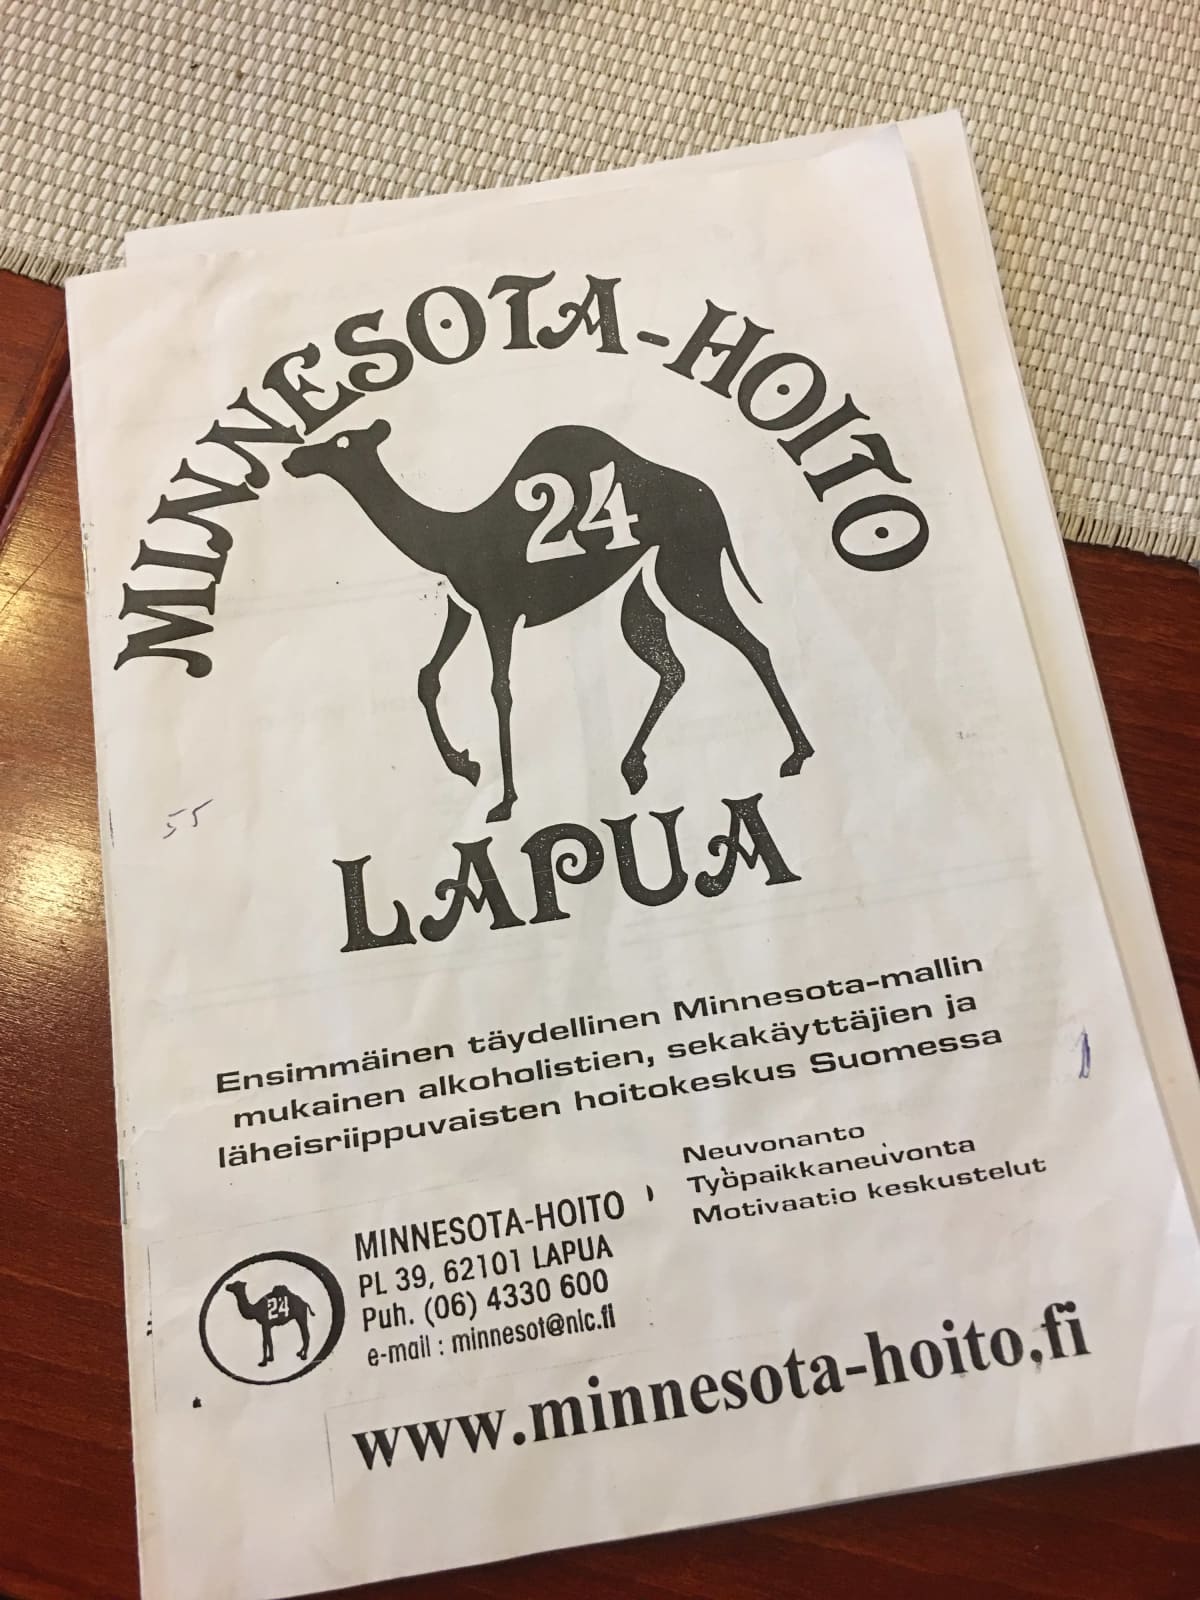 MINNESOTA-HOITO
24
LAPUA
55
Ensimmäinen täydellinen Minnesota-mallin
mukainen alkoholistien, sekakäyttäjien ja
läheisriippuvaisten hoitokeskus Suomessa
Neuvonanto
Työpaikkaneuvonta
Motivaatio keskustelut
24
MINNESOTA-HOITO
PL 39, 62101 LAPUA
Puh. (06) 4330 600
e-mail : minnesot@nlc.fi
www.minnesota-hoito.fi